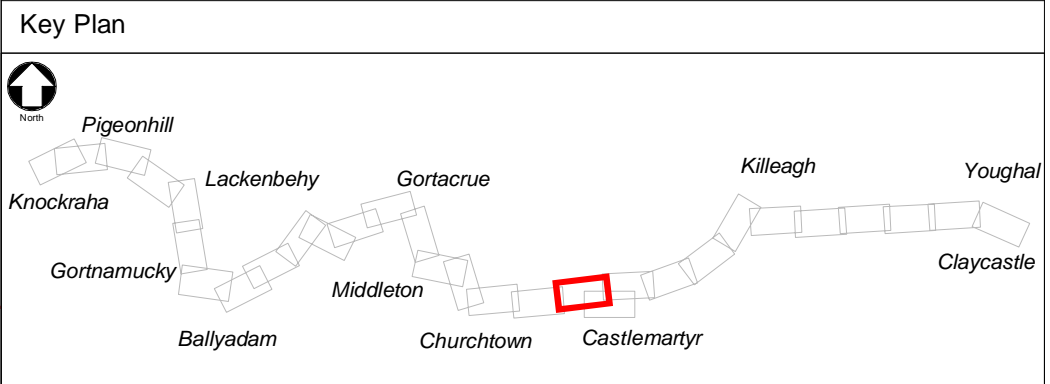 Key Plan
North
Pigeonhill
Knockraha
Lackenbehy
Gortacrue
Killeagh
Youghal
Gortnamucky
Middleton
Claycastle
Ballyadam
Churchtown
Castlemartyr